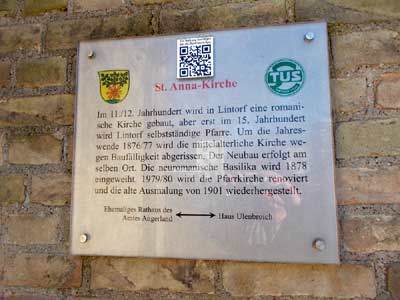 St. Anna-Kirche
TUS
Im 11./12. Jahrhundert wird in Lintorf eine romani-
sche Kirche gebaut, aber erst im 15. Jahrhundert
wird Lintorf selbstständige Pfarre. Um die Jahres-
wende 1876/77 wird die mittelalterliche Kirche we-
gen Baufälligkeit abgerissen. Der Neubau erfolgt am
selben Ort. Die neuromanische Basilika wird 1878
eingeweiht. 1979/80 wird die Pfarrkirche renoviert
und die alte Ausmalung von 1901 wiederhergestellt.
Ehemaliges Rathaus des
Amtes Angerland
Haus Ulenbroich